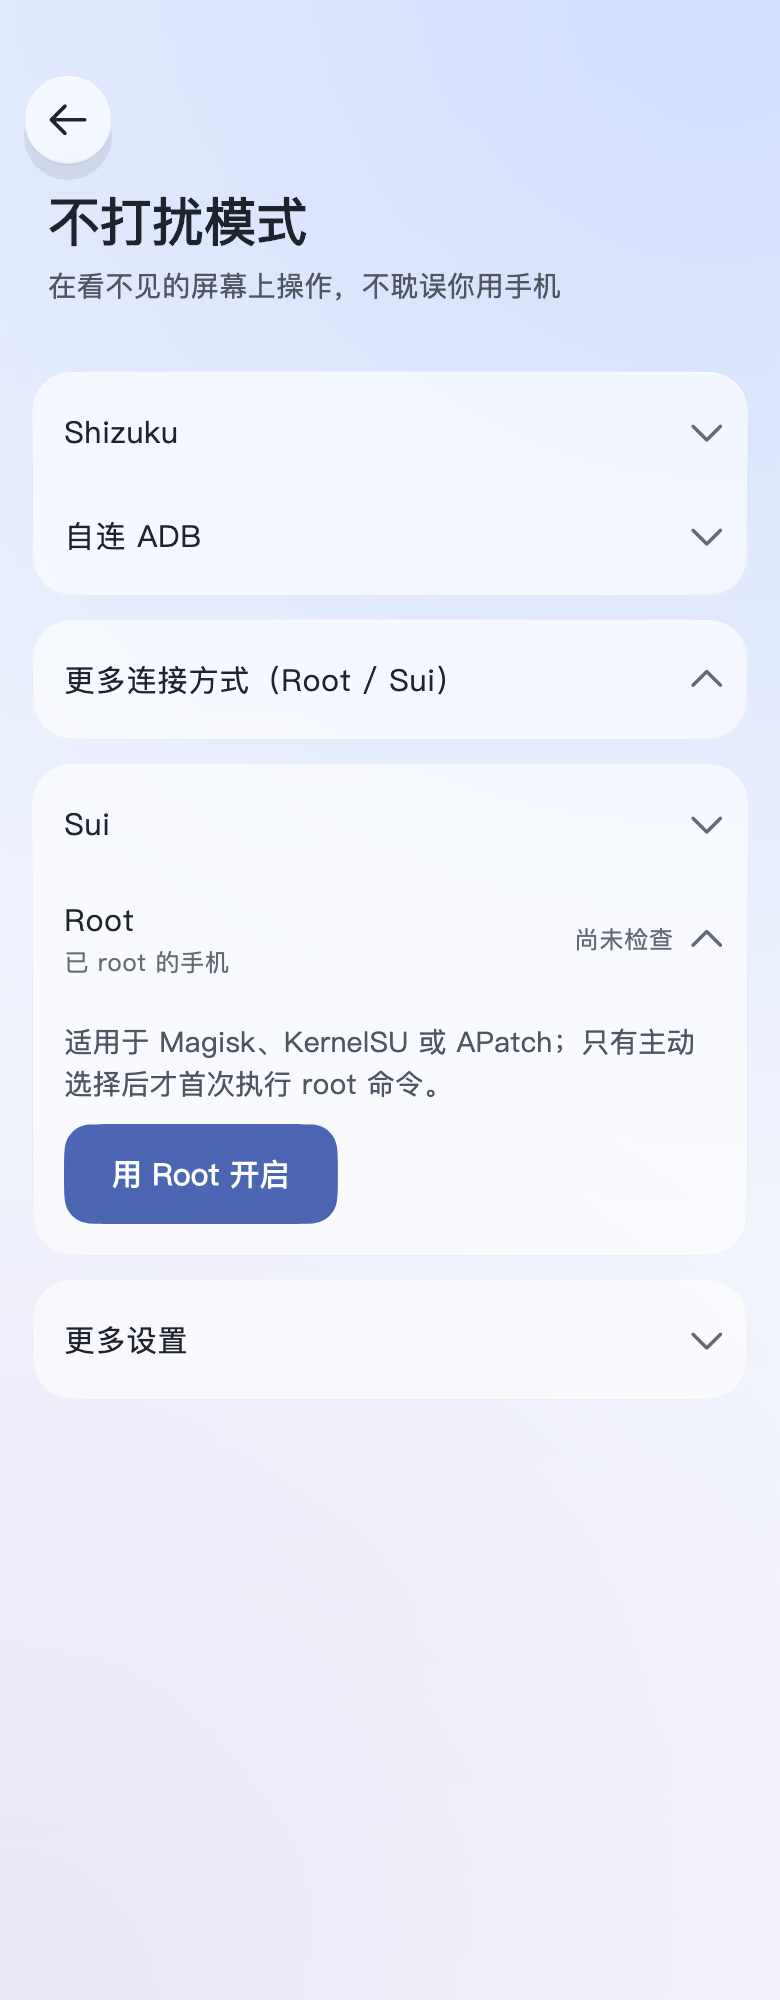 不打扰模式
在看不见的屏幕上操作，不耽误你用手机
Shizuku
自连 ADB
更多连接方式（Root / Sui）
Sui
Root
已 root 的手机
尚未检查
适用于 Magisk、KernelSU 或 APatch；只有主动
选择后才首次执行 root 命令。
用 Root 开启
更多设置